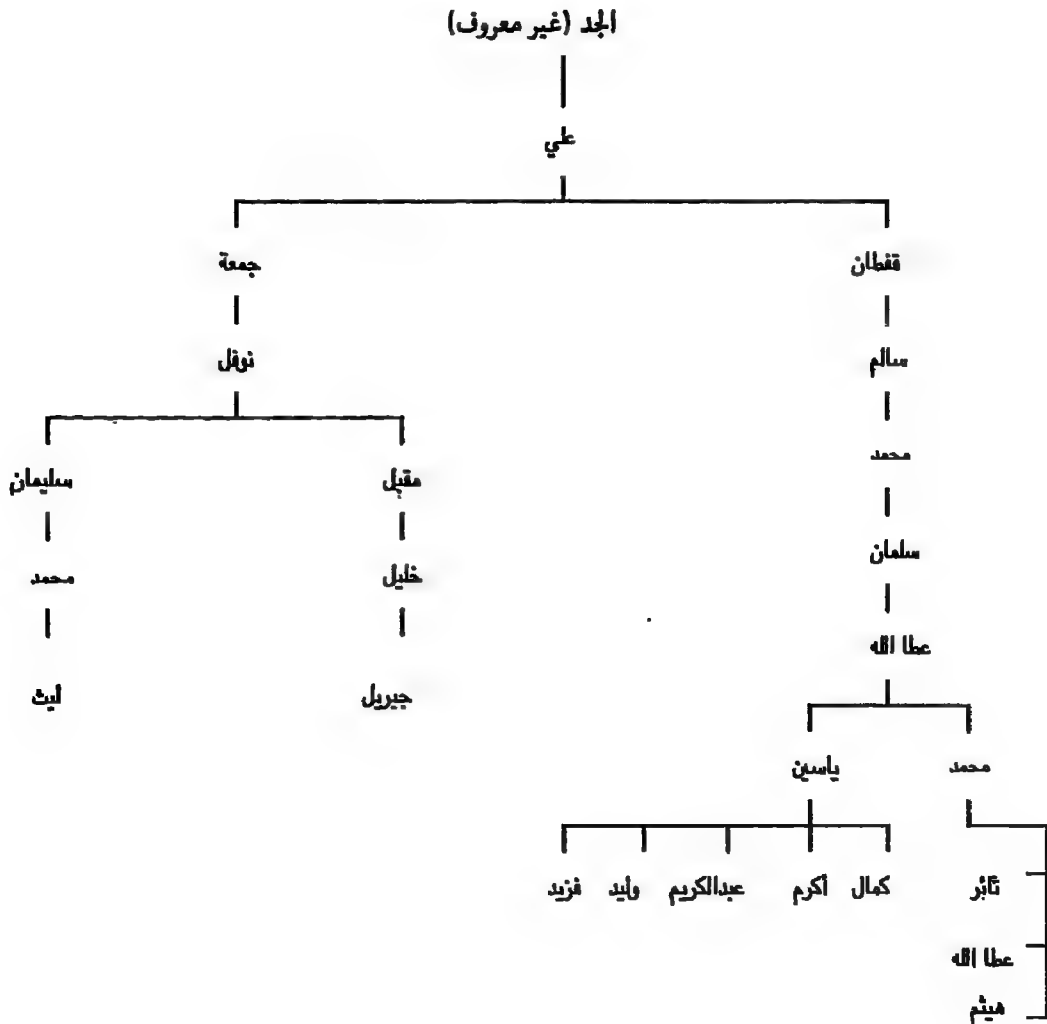 الجد (غير معروف)
علي
قفطان
جمعة
سالم
نوفل
محمد
مقبل
سليمان
سلمان
خليل
محمد
عطا الله
جبريل
ليث
محمد
ياسين
ثائر
كمال
أكرم
عبدالكريم
وليد
فريد
عطا الله
هيثم